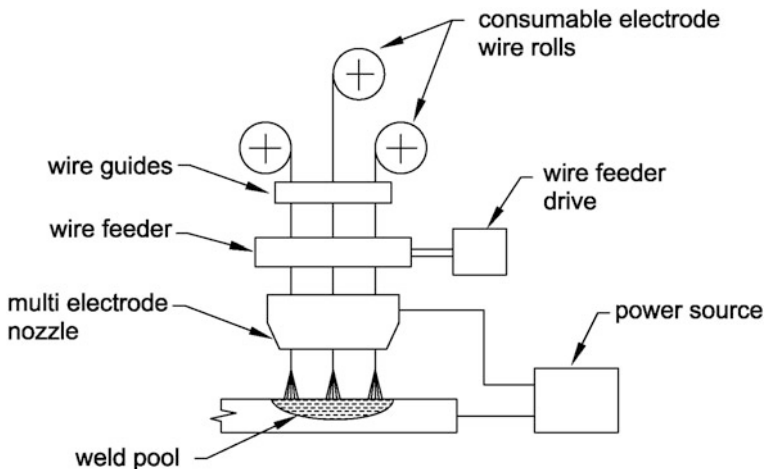 consumable electrode
wire rolls
wire guides
wire feeder
drive
wire feeder
multi electrode
nozzle
power source
weld pool